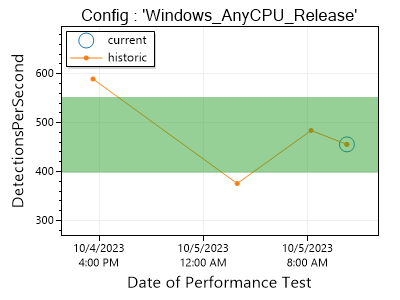 Config : 'Windows_AnyCPU_Release'
current
historic
DetectionsPerSecond
600
500
400
300
10/4/2023
4:00 PM
10/5/2023
12:00 AM
10/5/2023
8:00 AM
Date of Performance Test